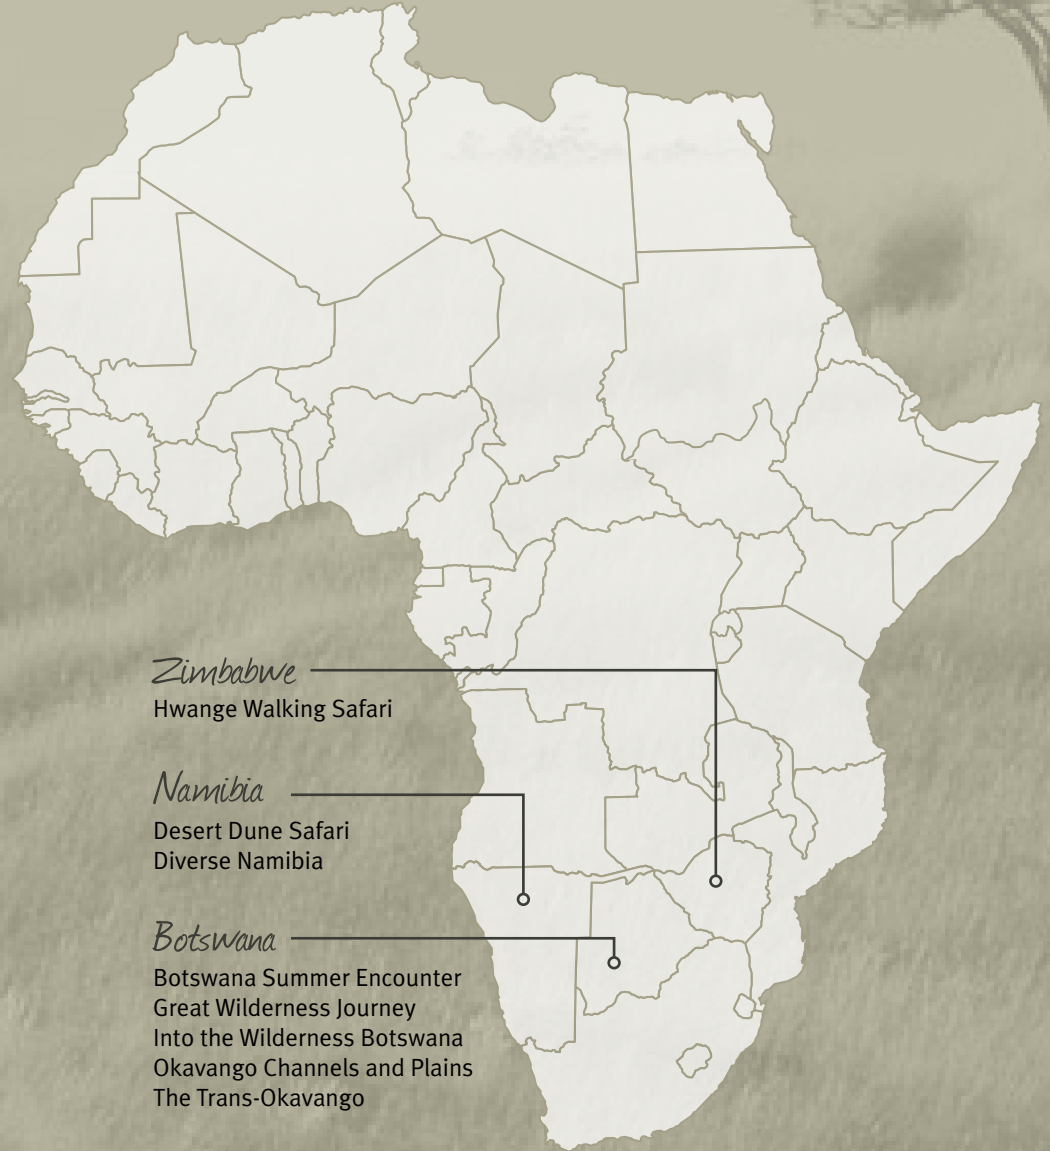 Zimbabwe
Hwange Walking Safari
Namibia
Desert Dune Safari
Diverse Namibia
Botswana
Botswana Summer Encounter
Great Wilderness Journey
Into the Wilderness Botswana
Okavango Channels and Plains
The Trans-Okavango